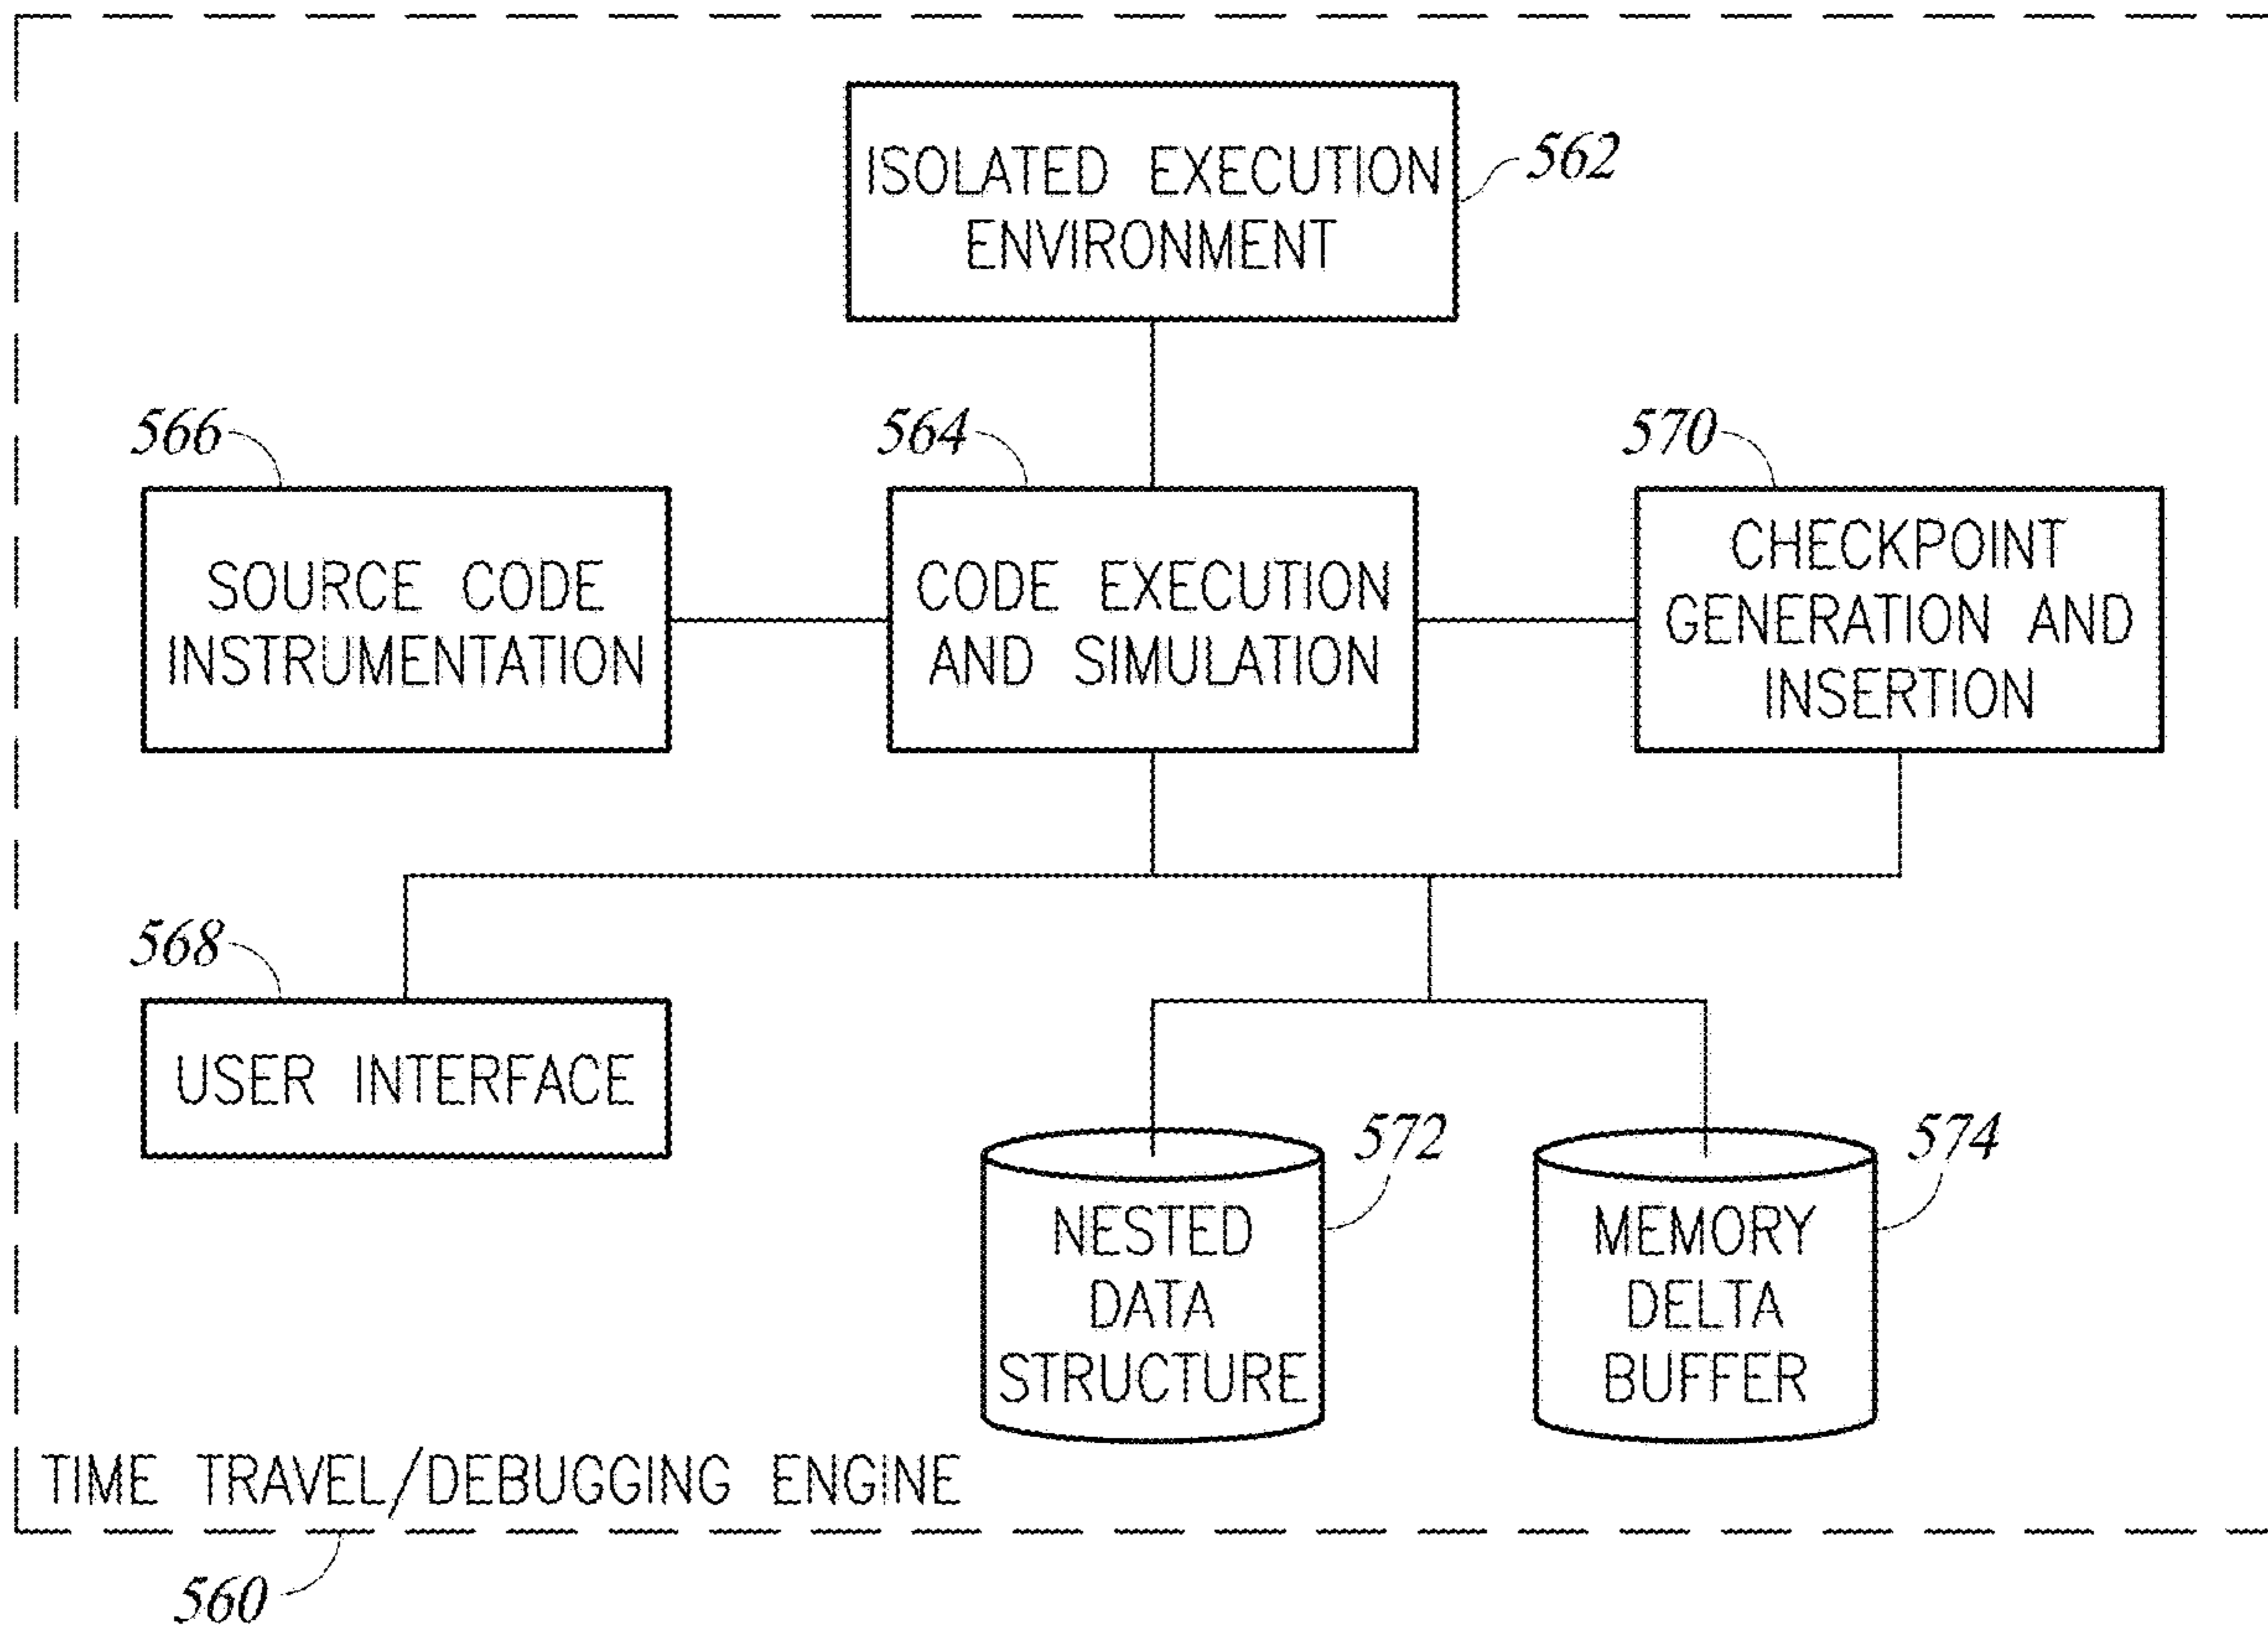 ISOLATED EXECUTION
ENVIRONMENT
562
566
564
570
SOURCE CODE
INSTRUMENTATION
CODE EXECUTION
AND SIMULATION
CHECKPOINT
GENERATION AND
INSERTION
568
USER INTERFACE
572
574
NESTED
DATA
STRUCTURE
MEMORY
DELTA
BUFFER
TIME TRAVEL/DEBUGGING ENGINE
560